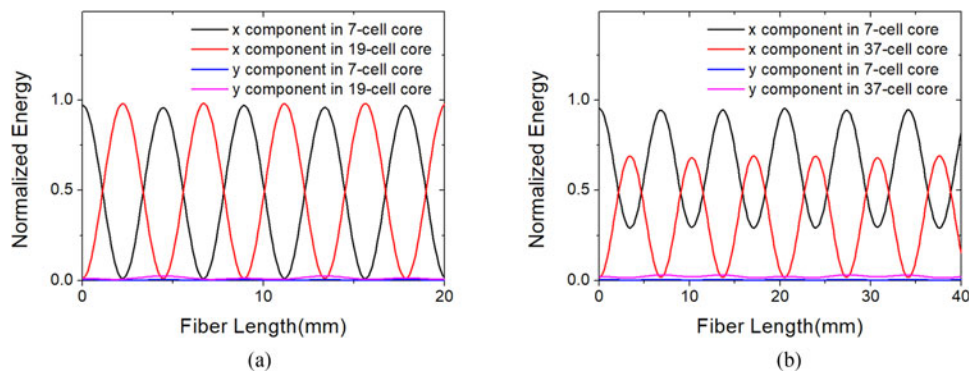 x component in 7-cell core
x component in 19-cell core
y component in 7-cell core
y component in 19-cell core
1.0
0.5
0.0
0
10
20
Normalized Energy
Fiber Length(mm)
(a)
x component in 7-cell core
x component in 37-cell core
y component in 7-cell core
y component in 37-cell core
1.0
0.5
0.0
0
10
20
30
40
Normalized Energy
Fiber Length(mm)
(b)